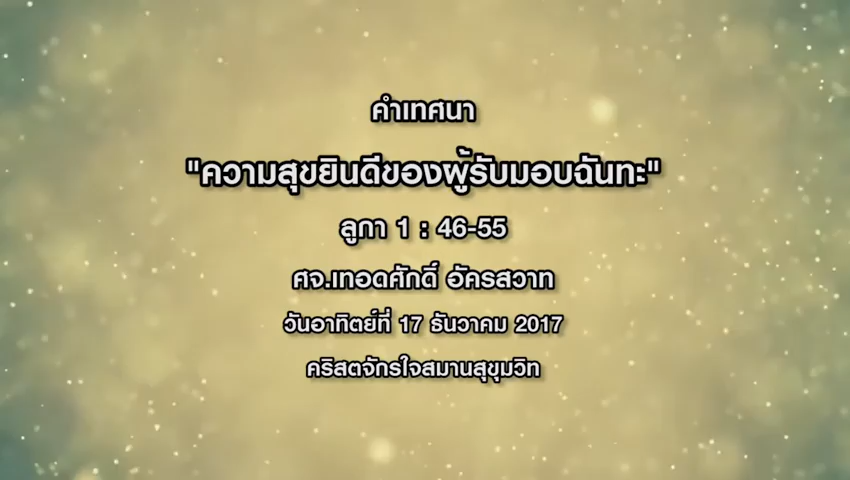 คำเทศนา
"ความสุขยินดีของผู้รับมอบฉันทะ"
ลูกา 1 : 46-55
ศจ.เทอดศักดิ์ อัครสวาท
วันอาทิตย์ที่ 17 ธันวาคม 2017
คริสตจักรใจสมานสุขุมวิท